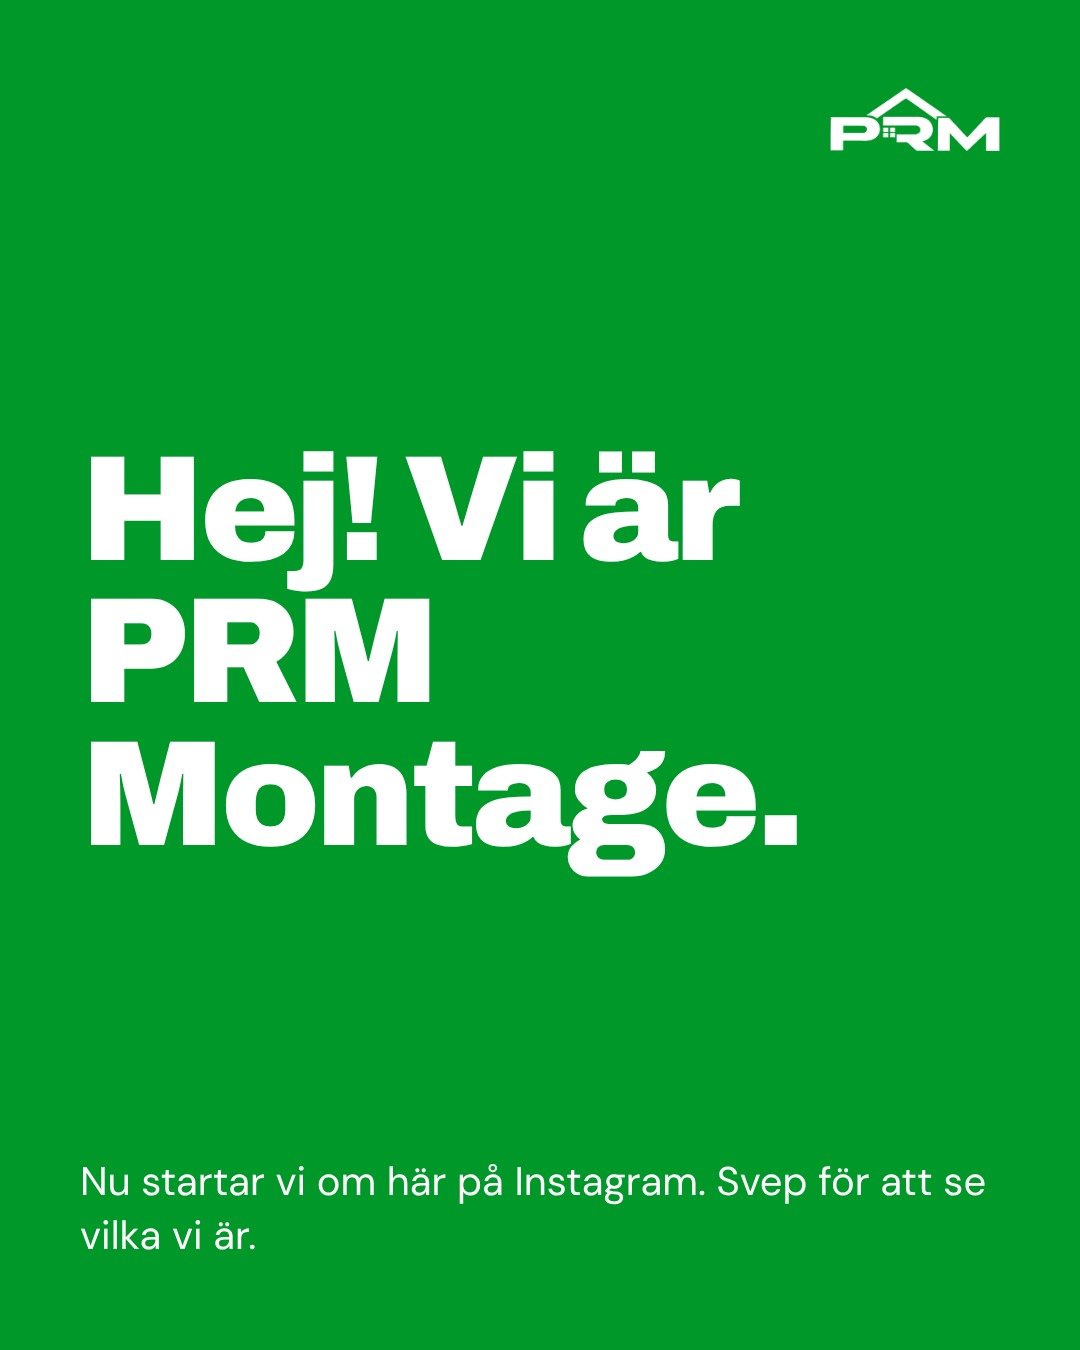 PRM
Hej! Vi är
PRM
Montage.
Nu startar vi om här på Instagram. Svep för att se
vilka vi är.